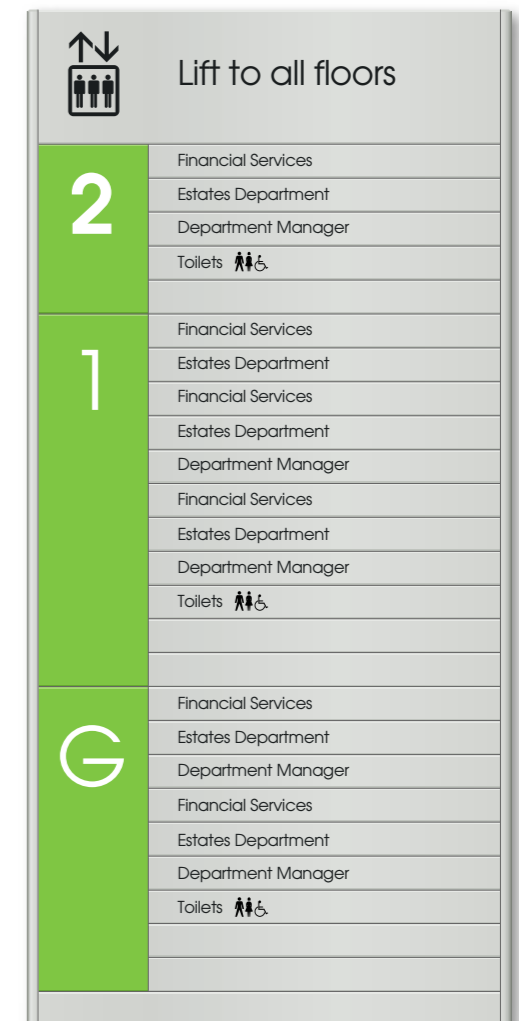 Lift to all floors
2
Financial Services
Estates Department
Department Manager
Toilets
1
Financial Services
Estates Department
Financial Services
Estates Department
Department Manager
Financial Services
Estates Department
Department Manager
Toilets
G
Financial Services
Estates Department
Department Manager
Financial Services
Estates Department
Department Manager
Toilets